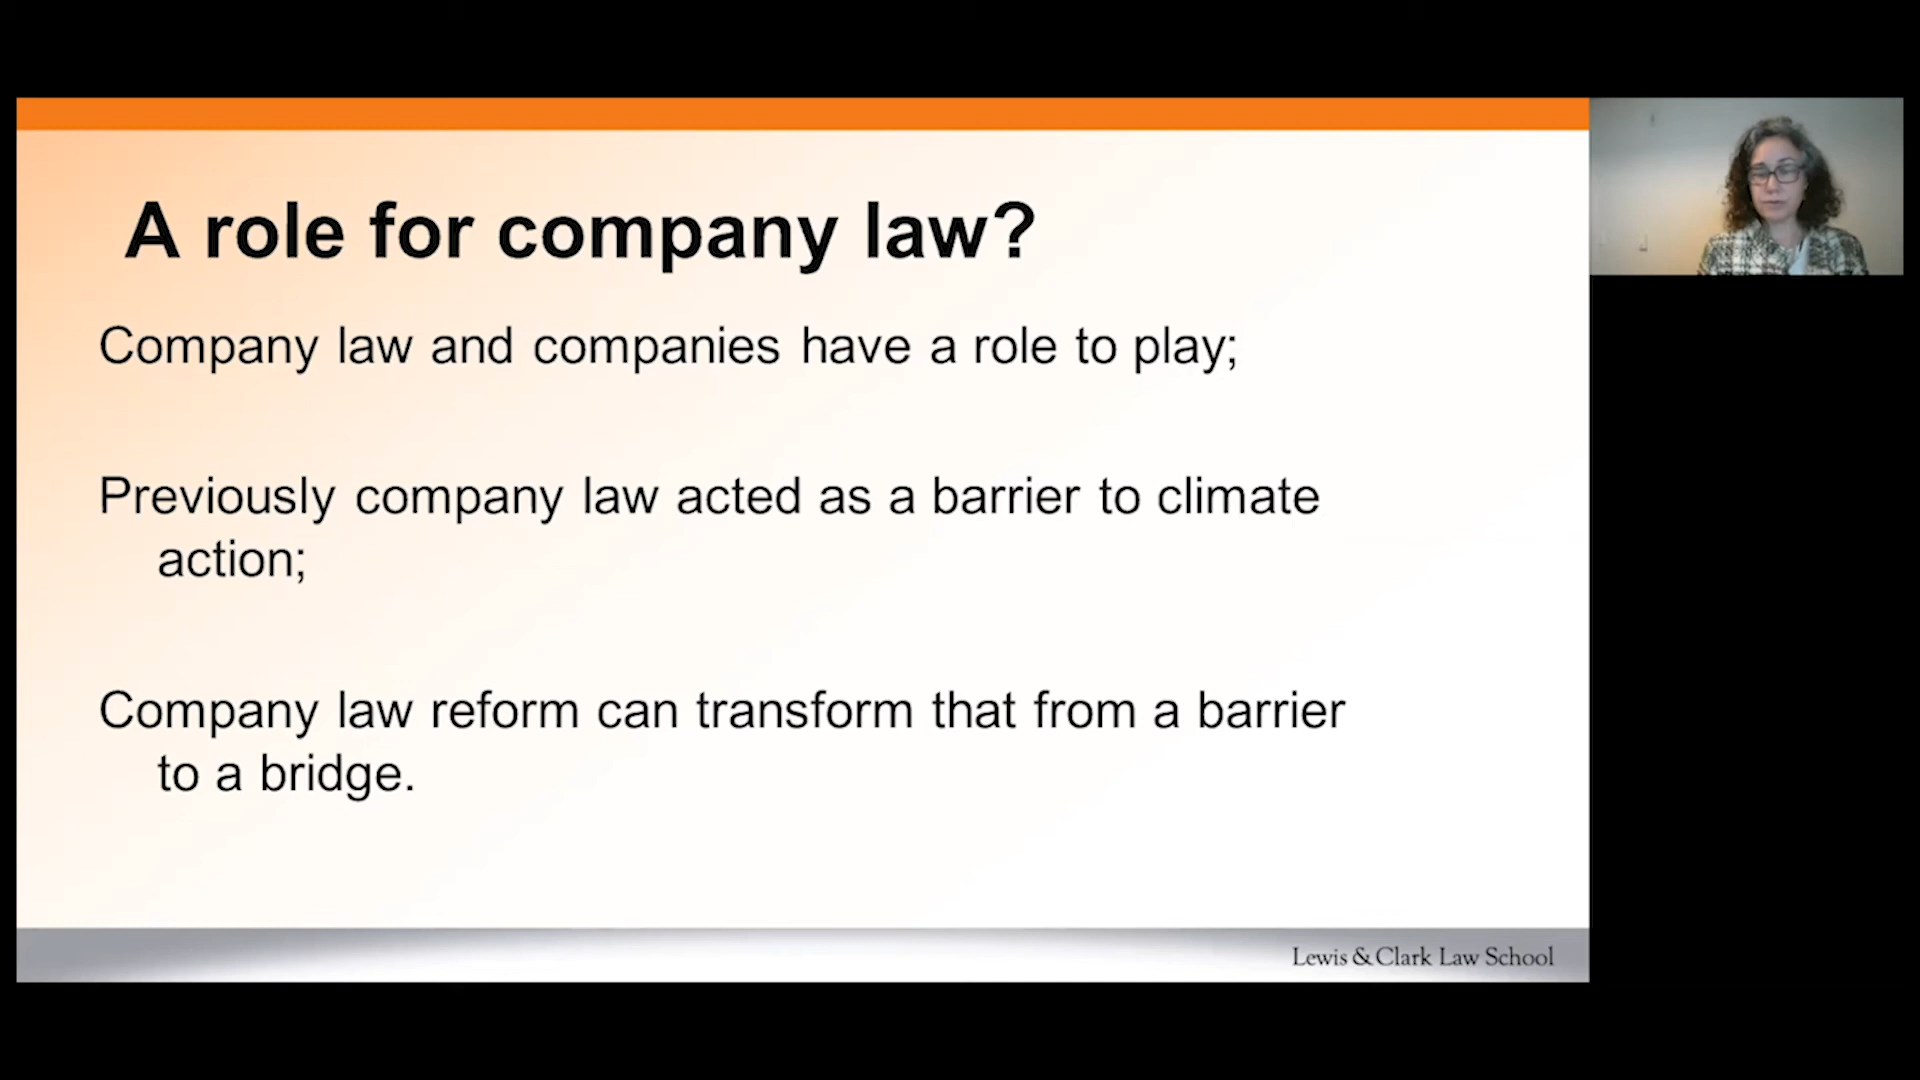 A role for company law?
Company law and companies have a role to play;
Previously company law acted as a barrier to climate
action;
Company law reform can transform that from a barrier
to a bridge.
Lewis & Clark Law School